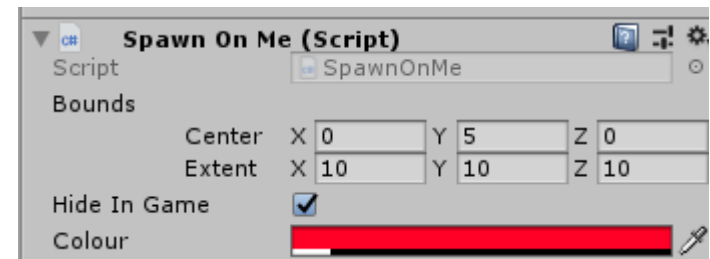 Spawn On Me (Script)
Script SpawnOnMe
Bounds
Center X 0 Y 5 Z 0
Extent X 10 Y 10 Z 10
Hide In Game
Colour